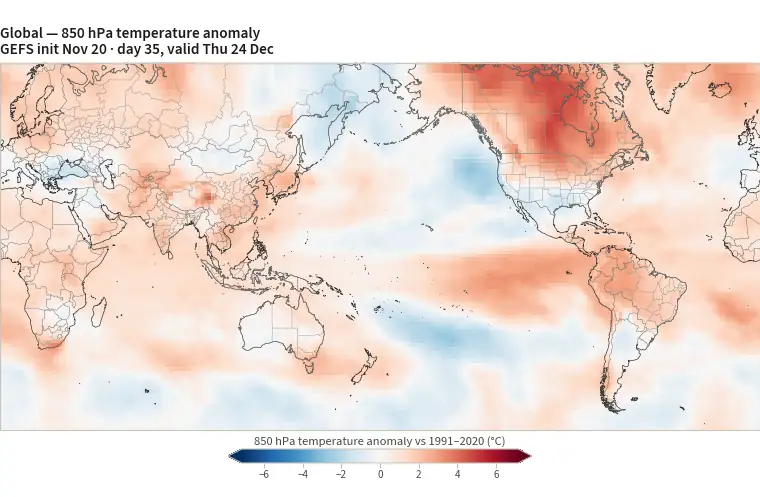 Global — 850 hPa temperature anomaly
GEFS init Nov 20 · day 35, valid Thu 24 Dec
850 hPa temperature anomaly vs 1991–2020 (°C)
−6 −4 −2 0 2 4 6